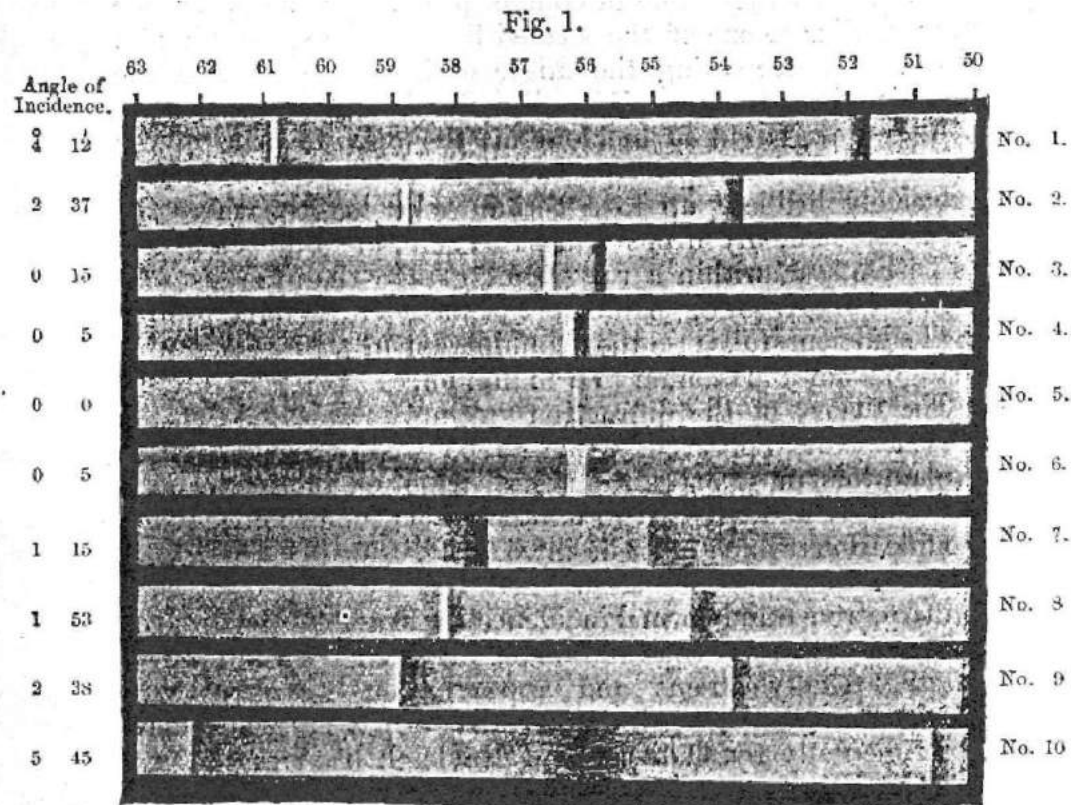 Fig. 1.
63 62 61 60 59 58 57 56 55 54 53 52 51 50
Angle of
Incidence.
4° 12′ No. 1.
2 37 No. 2.
0 15 No. 3.
0 5 No. 4.
0 0 No. 5.
0 5 No. 6.
1 15 No. 7.
1 53 No. 8
2 38 No. 9
5 45 No. 10